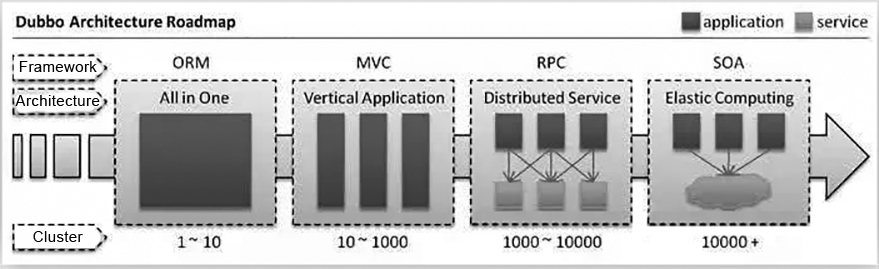 Dubbo Architecture Roadmap
application service
Framework ORM MVC RPC SOA
Architecture All in One Vertical Application Distributed Service Elastic Computing
Cluster 1 ~ 10 10 ~ 1000 1000 ~ 10000 10000 +